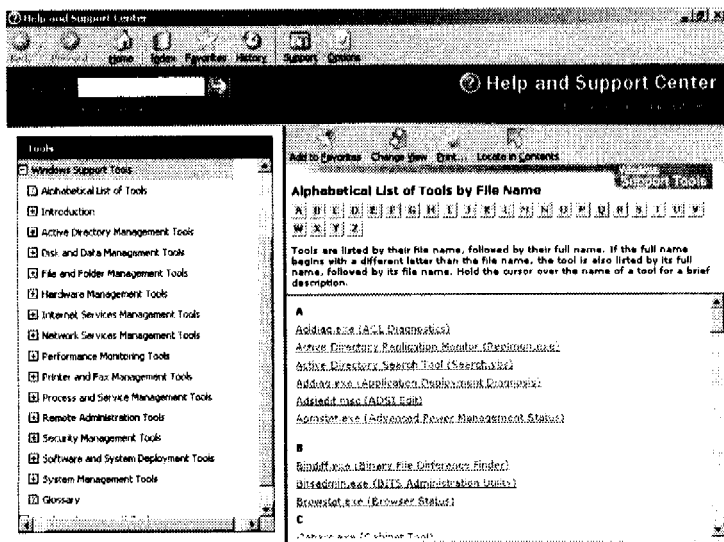 Help and Support Center
Home Index Favorites History Support Options
Help and Support Center
Tools
Windows Support Tools
Alphabetical List of Tools
Introduction
Active Directory Management Tools
Disk and Data Management Tools
File and Folder Management Tools
Hardware Management Tools
Internet Services Management Tools
Network Services Management Tools
Performance Monitoring Tools
Printer and Fax Management Tools
Process and Service Management Tools
Remote Administration Tools
Security Management Tools
Software and System Deployment Tools
System Management Tools
Glossary
Add to Favorites Change View Print... Locate in Contents
Support Tools
Alphabetical List of Tools by File Name
A B C D E F G H I J K L M N O P Q R S T U V
W X Y Z
Tools are listed by their file name, followed by their full name. If the full name
begins with a different letter than the file name, the tool is also listed by its full
name, followed by its file name. Hold the cursor over the name of a tool for a brief
description.
A
Acldiag.exe (ACL Diagnostics)
Active Directory Replication Monitor (Replmon.exe)
Active Directory Search Tool (Search.vbs)
Addiag.exe (Application Deployment Diagnosis)
Adsiedit.msc (ADSI Edit)
Apmstat.exe (Advanced Power Management Status)
B
Bindiff.exe (Binary File Difference Finder)
Bitsadmin.exe (BITS Administration Utility)
Browstat.exe (Browser Status)
C